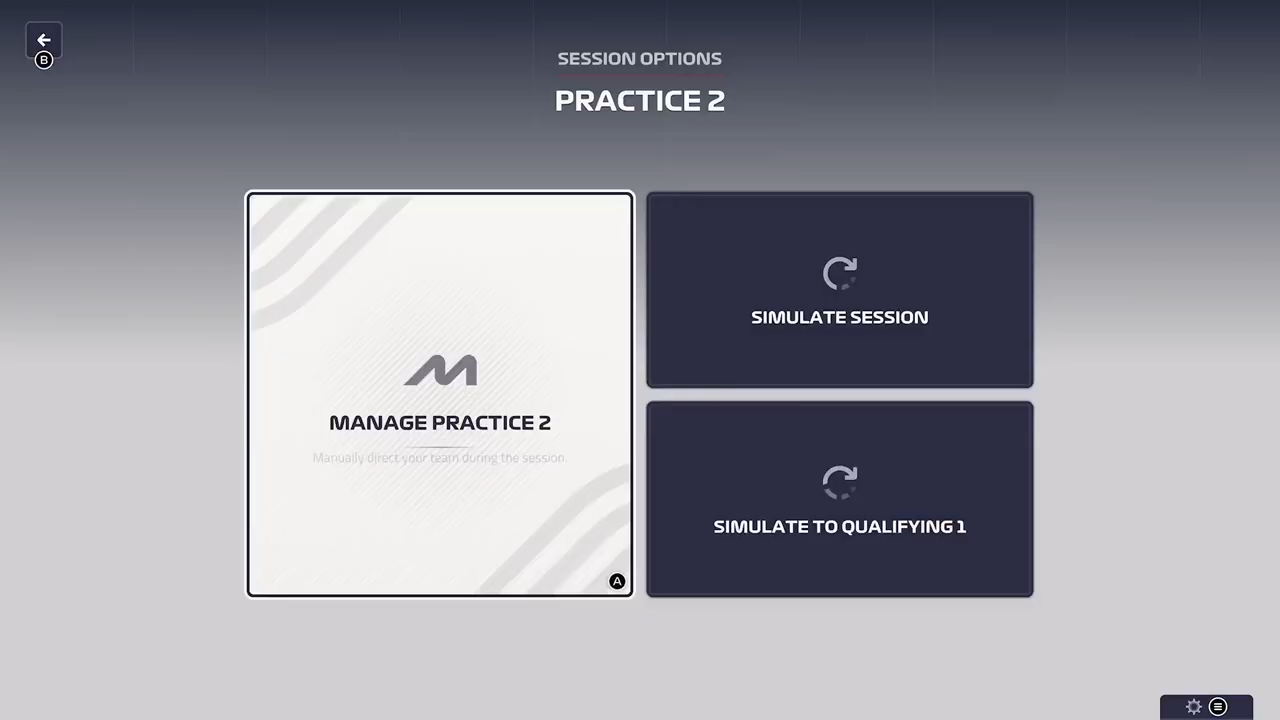 B
SESSION OPTIONS
PRACTICE 2
MANAGE PRACTICE 2
Manually direct your team during the session.
A
SIMULATE SESSION
SIMULATE TO QUALIFYING 1